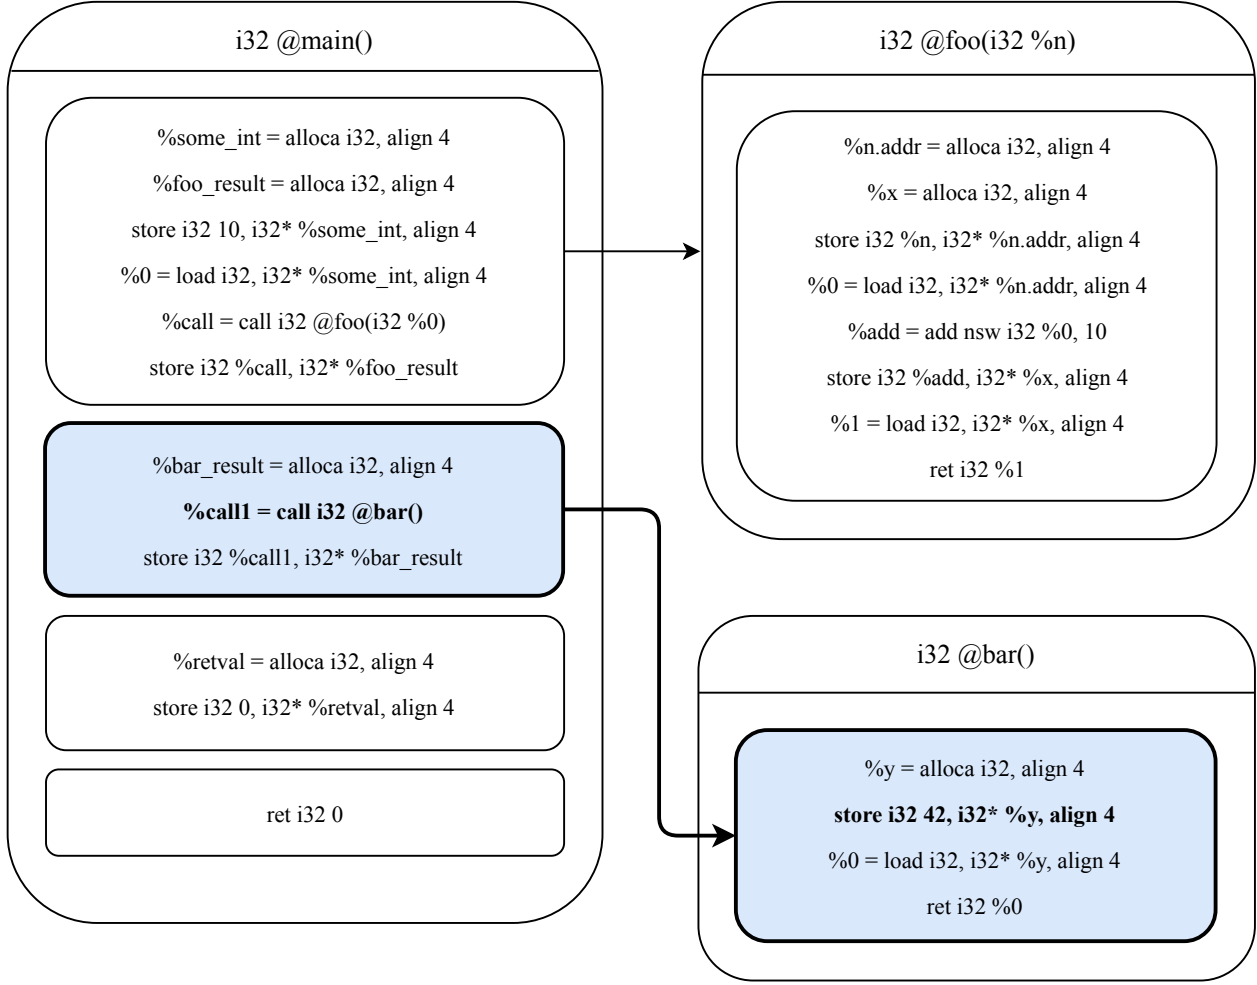 i32 @main()
%some_int = alloca i32, align 4
%foo_result = alloca i32, align 4
store i32 10, i32* %some_int, align 4
%0 = load i32, i32* %some_int, align 4
%call = call i32 @foo(i32 %0)
store i32 %call, i32* %foo_result
%bar_result = alloca i32, align 4
%call1 = call i32 @bar()
store i32 %call1, i32* %bar_result
%retval = alloca i32, align 4
store i32 0, i32* %retval, align 4
ret i32 0
i32 @foo(i32 %n)
%n.addr = alloca i32, align 4
%x = alloca i32, align 4
store i32 %n, i32* %n.addr, align 4
%0 = load i32, i32* %n.addr, align 4
%add = add nsw i32 %0, 10
store i32 %add, i32* %x, align 4
%1 = load i32, i32* %x, align 4
ret i32 %1
i32 @bar()
%y = alloca i32, align 4
store i32 42, i32* %y, align 4
%0 = load i32, i32* %y, align 4
ret i32 %0